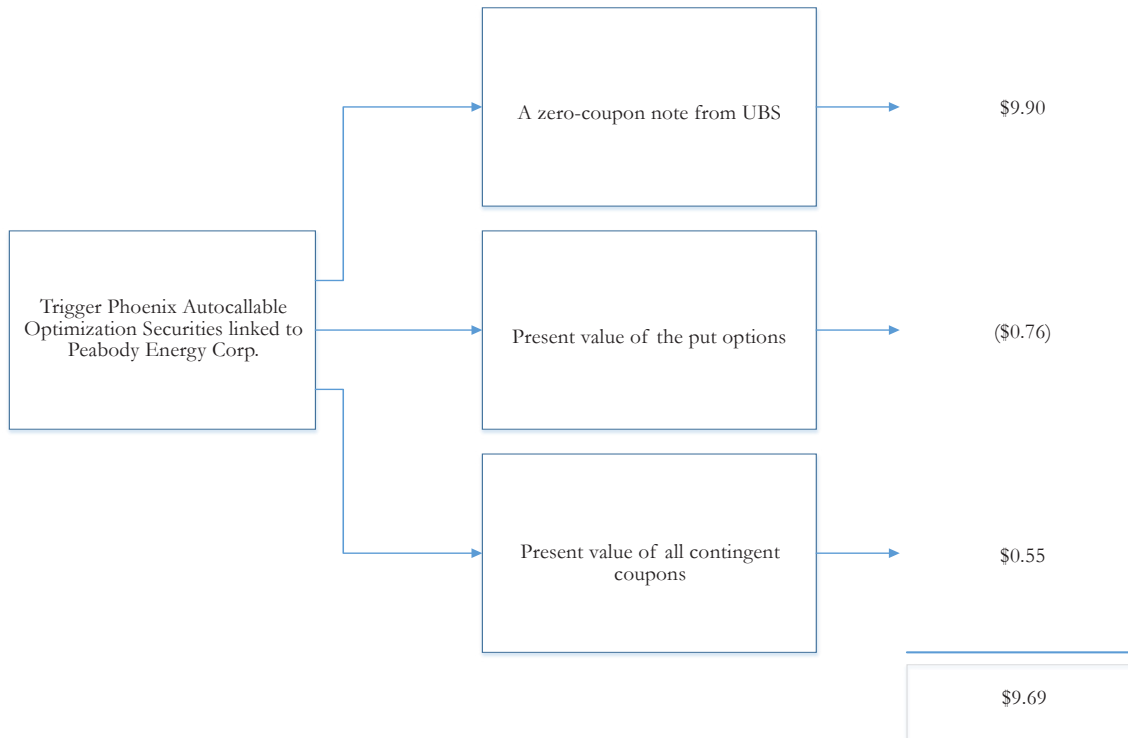 A zero-coupon note from UBS
$9.90
Trigger Phoenix Autocallable
Optimization Securities linked to
Peabody Energy Corp.
Present value of the put options
($0.76)
Present value of all contingent
coupons
$0.55
$9.69